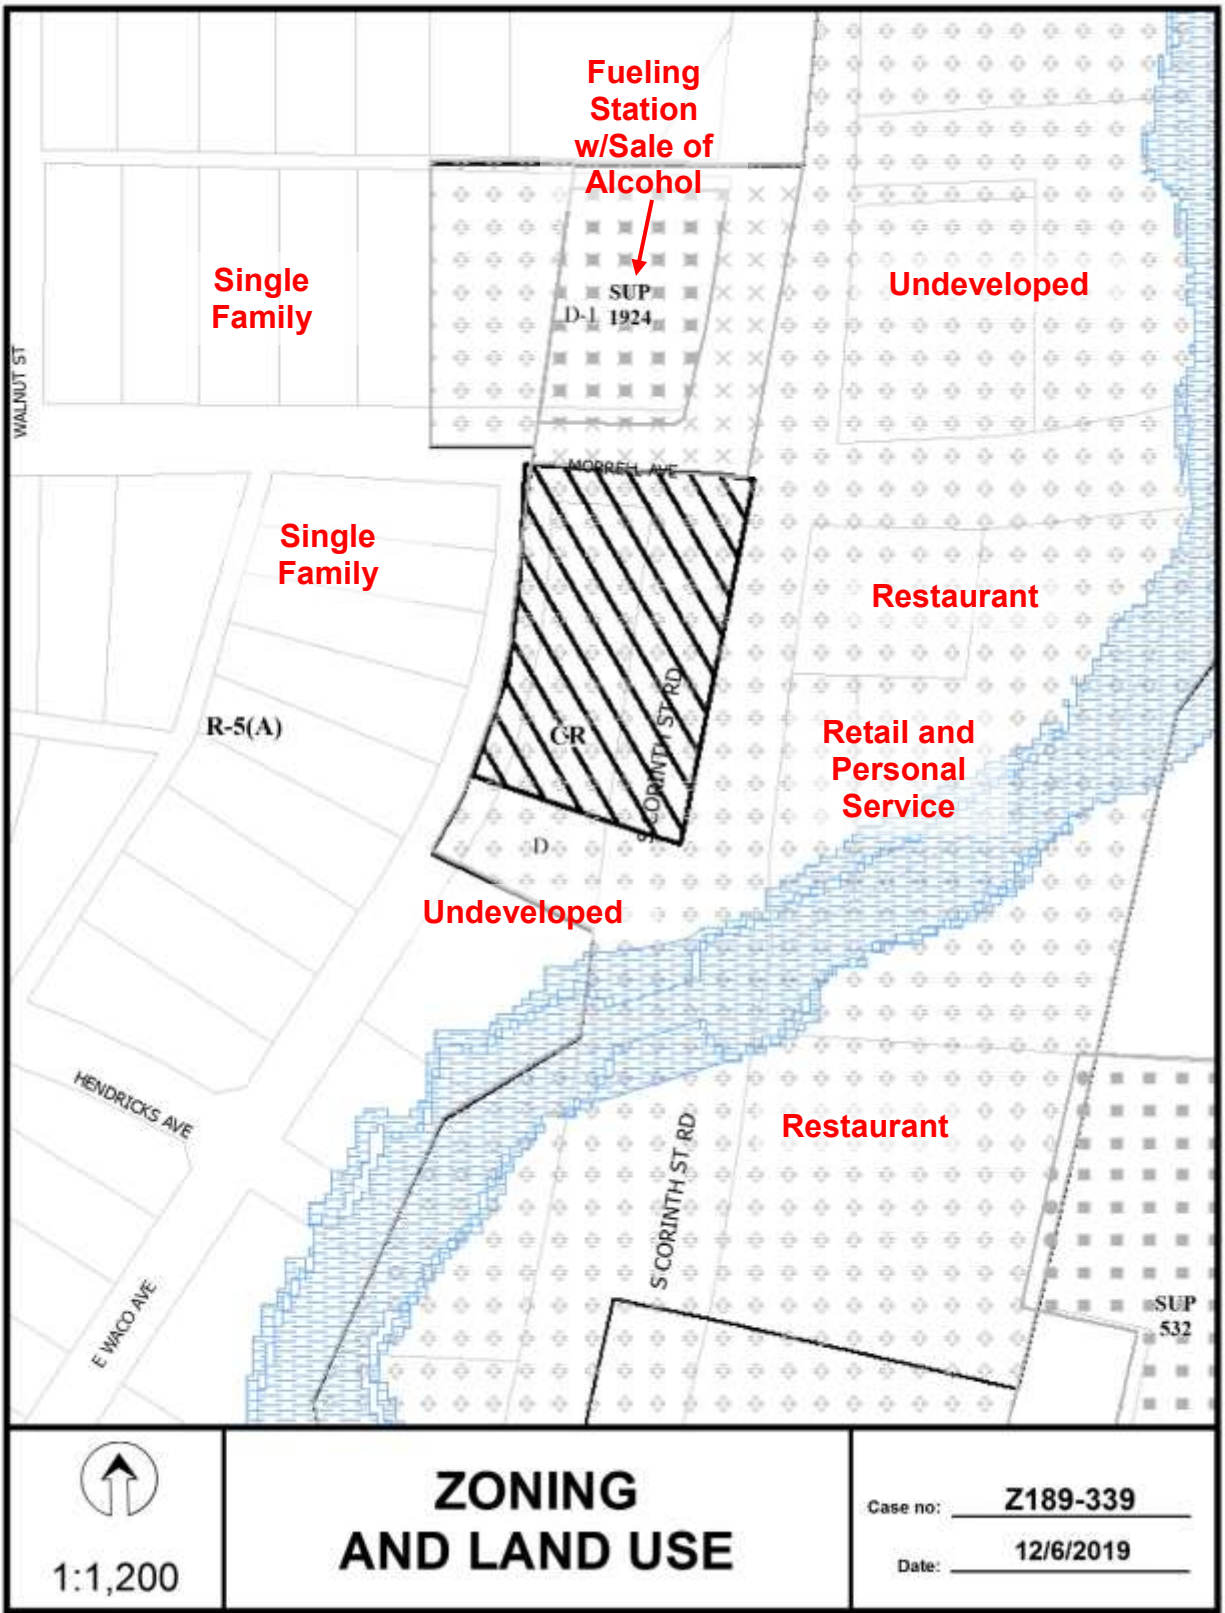 Fueling
Station
w/Sale of
Alcohol
Single
Family
SUP
D-1 1924
Undeveloped
WALNUT ST
MORRELL AVE
Single
Family
Restaurant
R-5(A)
CR
S CORINTH ST RD
Retail and
Personal
Service
D
Undeveloped
HENDRICKS AVE
Restaurant
S CORINTH ST RD
E WACO AVE
SUP
532
1:1,200
ZONING
AND LAND USE
Case no: Z189-339
Date: 12/6/2019